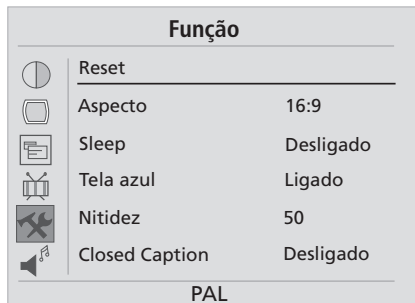 Função
Reset
Aspecto 16:9
Sleep Desligado
Tela azul Ligado
Nitidez 50
Closed Caption Desligado
PAL